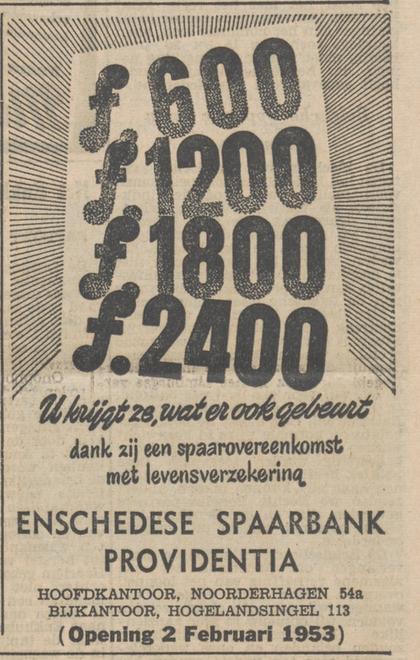 f 600
f. 1200
f. 1800
f. 2400
U krijgt ze, wat er ook gebeurt
dank zij een spaarovereenkomst
met levensverzekering
ENSCHEDESE SPAARBANK
PROVIDENTIA
HOOFDKANTOOR, NOORDERHAGEN 54a
BIJKANTOOR, HOGELANDSINGEL 113
(Opening 2 Februari 1953)